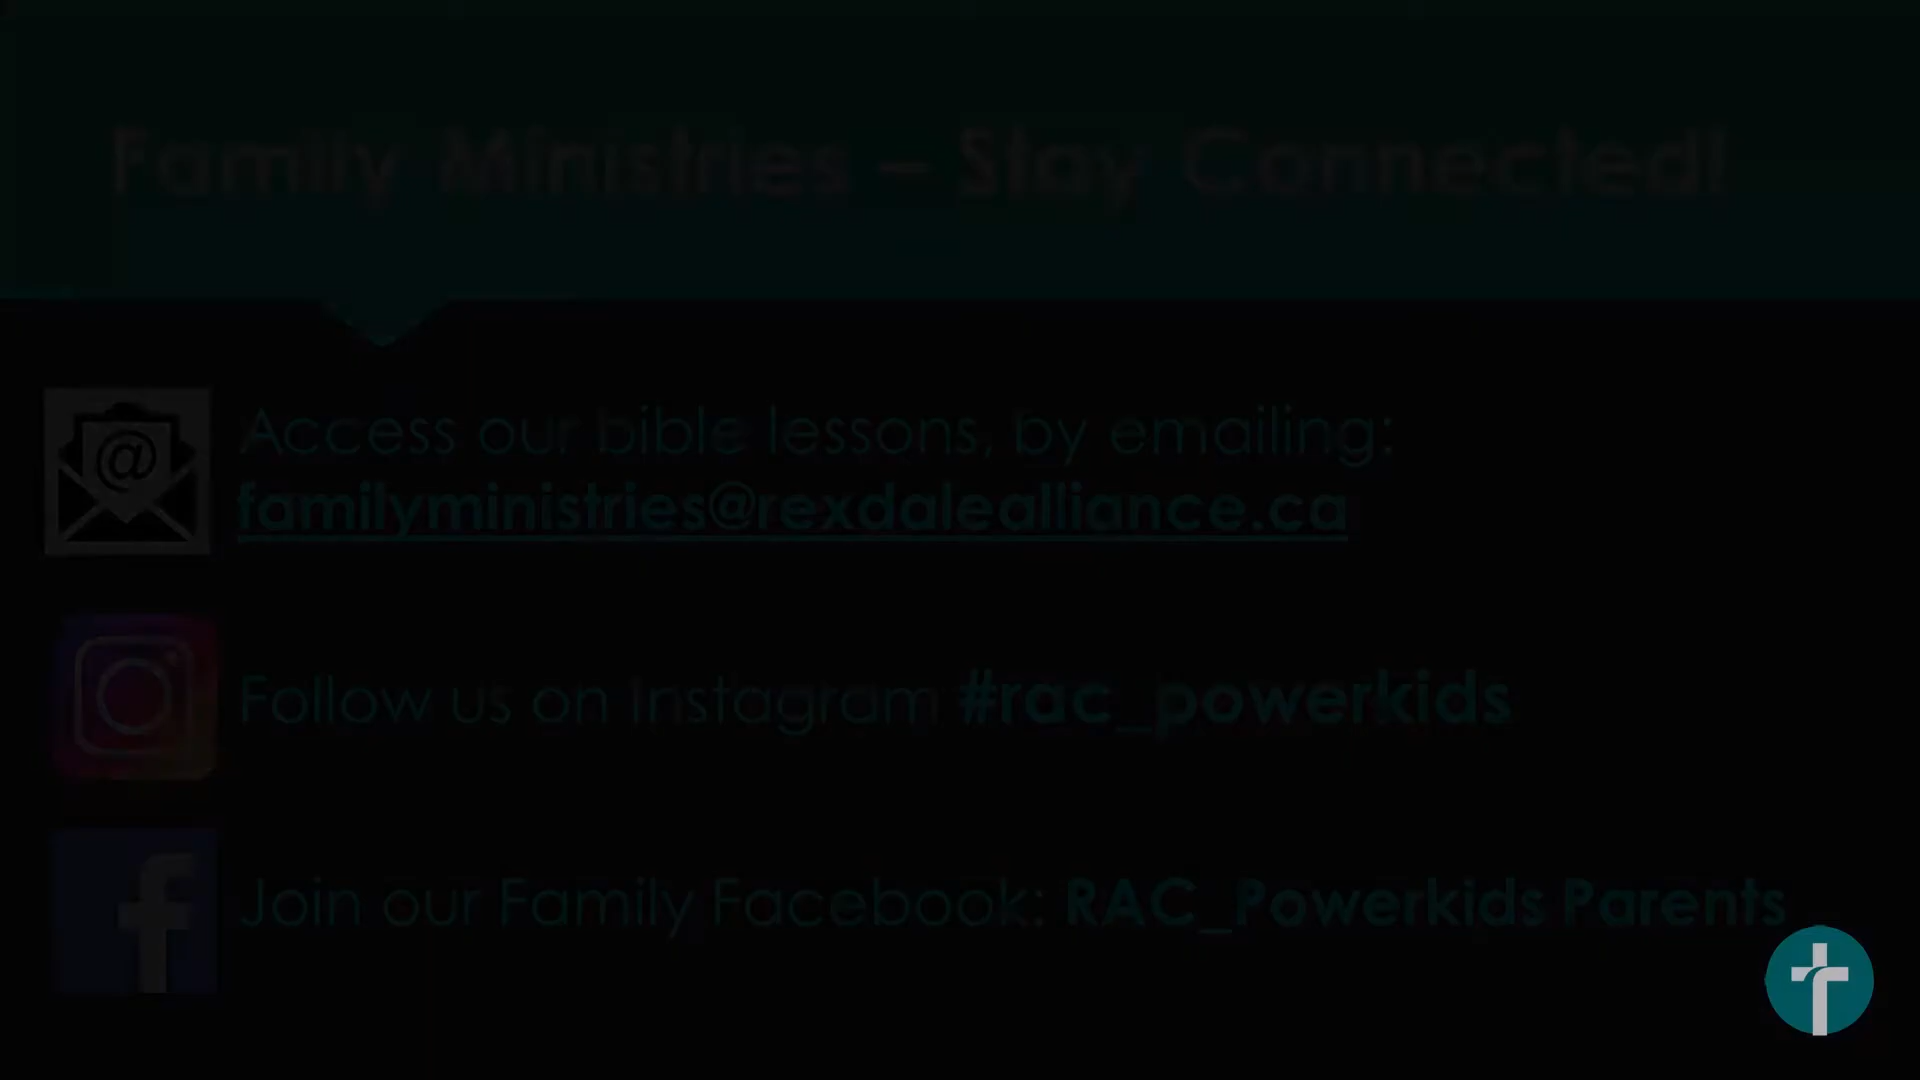 Family Ministries – Stay Connected!
Access our bible lessons, by emailing:
familyministries@rexdalealliance.ca
Follow us on Instagram #rac_powerkids
Join our Family Facebook: RAC_Powerkids Parents